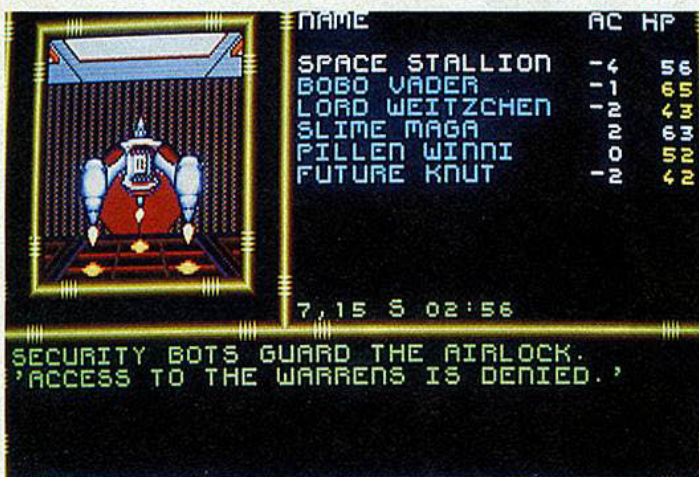 NAME AC HP
SPACE STALLION -4 56
BOBO VADER -1 65
LORD WEITZCHEN -2 43
SLIME MAGA 2 63
PILLEN WINNI 0 52
FUTURE KNUT -2 42
7,15 S 02:56
SECURITY BOTS GUARD THE AIRLOCK.
'ACCESS TO THE WARRENS IS DENIED.'